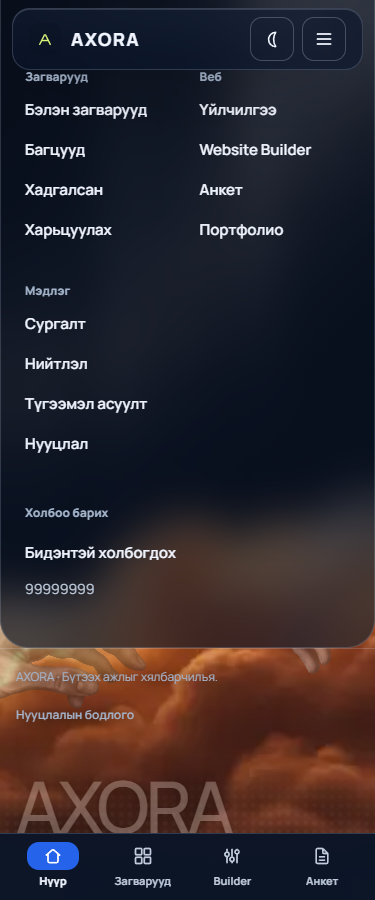 AXORA
Загварууд
Веб
Бэлэн загварууд
Үйлчилгээ
Багцууд
Website Builder
Хадгалсан
Анкет
Харьцуулах
Портфолио
Мэдлэг
Сургалт
Нийтлэл
Түгээмэл асуулт
Нууцлал
Холбоо барих
Бидэнтэй холбогдох
99999999
AXORA · Бүтээх ажлыг хялбарчилъя.
Нууцлалын бодлого
AXORA
Нүүр
Загварууд
Builder
Анкет